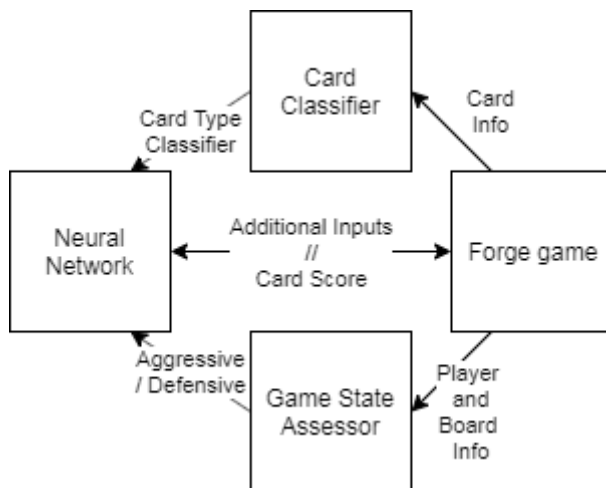 Card
Classifier
Card
Info
Card Type
Classifier
Neural
Network
Additional Inputs
//
Card Score
Forge game
Aggressive
/ Defensive
Game State
Assessor
Player
and
Board
Info